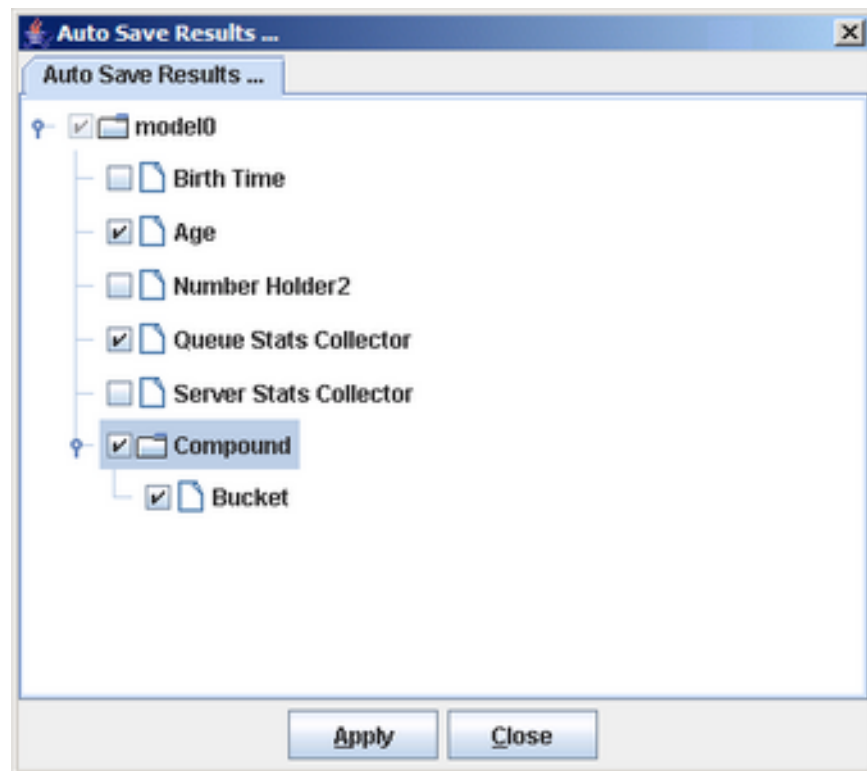 Auto Save Results ...
Auto Save Results ...
model0
Birth Time
Age
Number Holder2
Queue Stats Collector
Server Stats Collector
Compound
Bucket
Apply Close